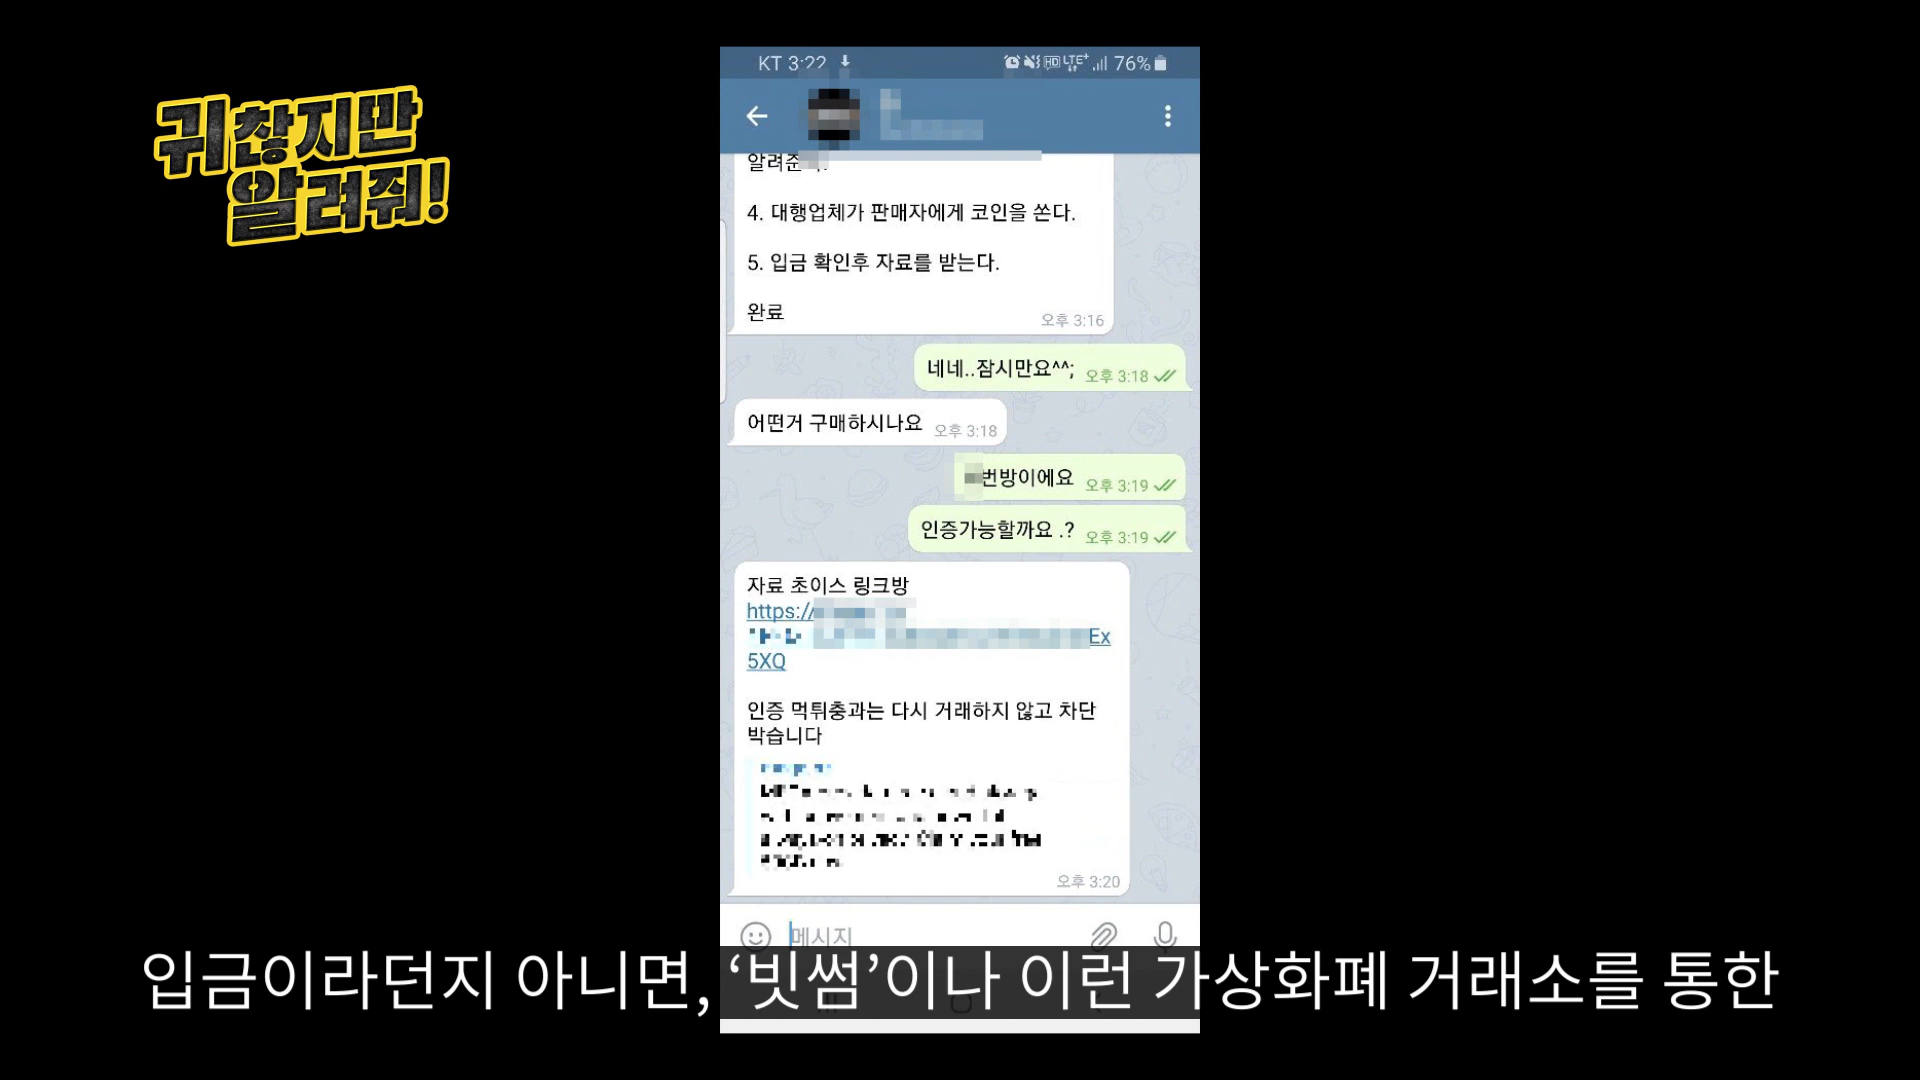 귀찮지만
알려줘!
KT 3:22
HD LTE+ 76%
4. 대행업체가 판매자에게 코인을 쏜다.
5. 입금 확인후 자료를 받는다.
완료
오후 3:16
네네..잠시만요^^; 오후 3:18
어떤거 구매하시나요 오후 3:18
번방이에요 오후 3:19
인증가능할까요 .? 오후 3:19
자료 초이스 링크방
https://
Ex
5XQ
인증 먹튀충과는 다시 거래하지 않고 차단
박습니다
오후 3:20
메시지
입금이라던지 아니면, ‘빗썸’이나 이런 가상화폐 거래소를 통한